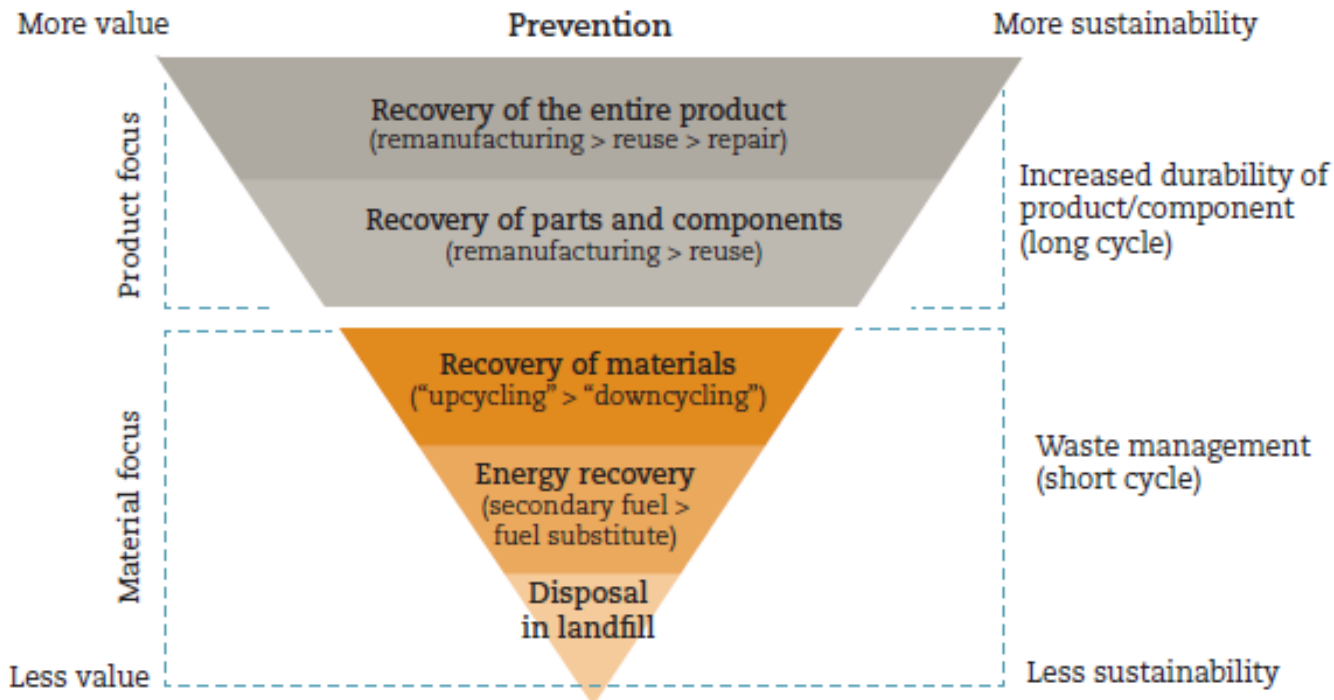 More value
Prevention
More sustainability
Recovery of the entire product
(remanufacturing > reuse > repair)
Product focus
Recovery of parts and components
(remanufacturing > reuse)
Increased durability of
product/component
(long cycle)
Recovery of materials
(“upcycling” > “downcycling”)
Material focus
Energy recovery
(secondary fuel >
fuel substitute)
Waste management
(short cycle)
Disposal
in landfill
Less value
Less sustainability